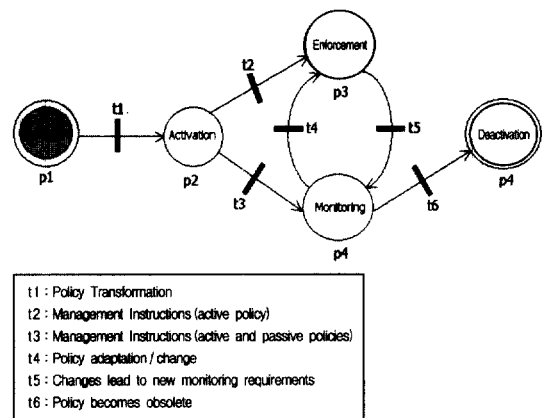 Enforcement
t2
p3
t1
Activation
t4
t5
Deactivation
p1
p2
t3
Monitoring
t6
p4
p4
t1 : Policy Transformation
t2 : Management Instructions (active policy)
t3 : Management Instructions (active and passive policies)
t4 : Policy adaptation / change
t5 : Changes lead to new monitoring requirements
t6 : Policy becomes obsolete